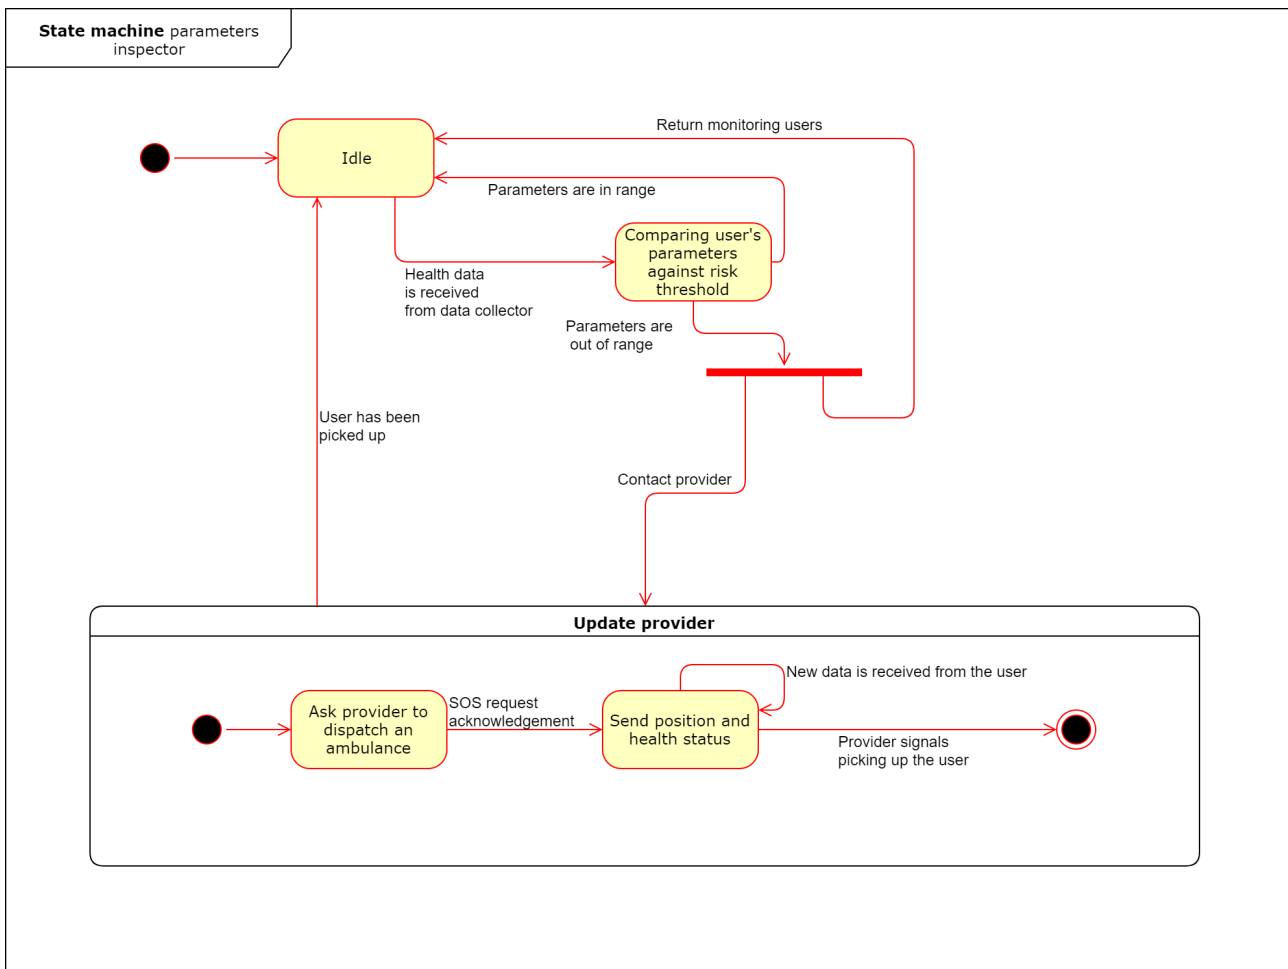 State machine parameters
inspector
Return monitoring users
Idle
Parameters are in range
Comparing user's
parameters
against risk
threshold
Health data
is received
from data collector
Parameters are
out of range
User has been
picked up
Contact provider
Update provider
New data is received from the user
SOS request
acknowledgement
Ask provider to
dispatch an
ambulance
Send position and
health status
Provider signals
picking up the user